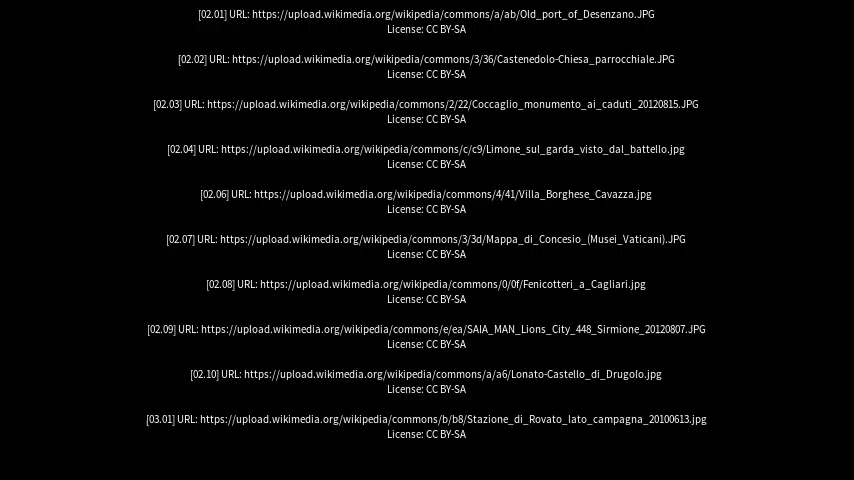 [02.01] URL: https://upload.wikimedia.org/wikipedia/commons/a/ab/Old_port_of_Desenzano.JPG
License: CC BY-SA
[02.02] URL: https://upload.wikimedia.org/wikipedia/commons/3/36/Castenedolo-Chiesa_parrocchiale.JPG
License: CC BY-SA
[02.03] URL: https://upload.wikimedia.org/wikipedia/commons/2/22/Coccaglio_monumento_ai_caduti_20120815.JPG
License: CC BY-SA
[02.04] URL: https://upload.wikimedia.org/wikipedia/commons/c/c9/Limone_sul_garda_visto_dal_battello.jpg
License: CC BY-SA
[02.06] URL: https://upload.wikimedia.org/wikipedia/commons/4/41/Villa_Borghese_Cavazza.jpg
License: CC BY-SA
[02.07] URL: https://upload.wikimedia.org/wikipedia/commons/3/3d/Mappa_di_Concesio_(Musei_Vaticani).JPG
License: CC BY-SA
[02.08] URL: https://upload.wikimedia.org/wikipedia/commons/0/0f/Fenicotteri_a_Cagliari.jpg
License: CC BY-SA
[02.09] URL: https://upload.wikimedia.org/wikipedia/commons/e/ea/SAIA_MAN_Lions_City_448_Sirmione_20120807.JPG
License: CC BY-SA
[02.10] URL: https://upload.wikimedia.org/wikipedia/commons/a/a6/Lonato-Castello_di_Drugolo.jpg
License: CC BY-SA
[03.01] URL: https://upload.wikimedia.org/wikipedia/commons/b/b8/Stazione_di_Rovato_lato_campagna_20100613.jpg
License: CC BY-SA